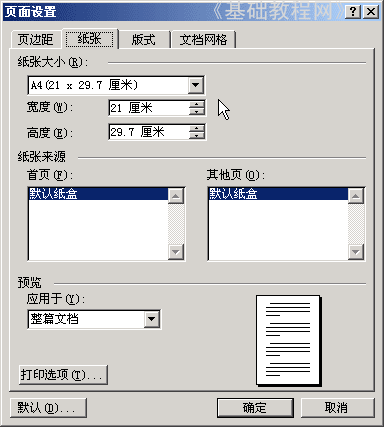 页面设置 《基础教程网》
页边距 纸张 版式 文档网格
纸张大小(R):
A4(21 x 29.7 厘米)
宽度(W): 21 厘米
高度(E): 29.7 厘米
纸张来源
首页(F): 其他页(O):
默认纸盒 默认纸盒
预览
应用于(Y):
整篇文档
打印选项(T)...
默认(D)... 确定 取消